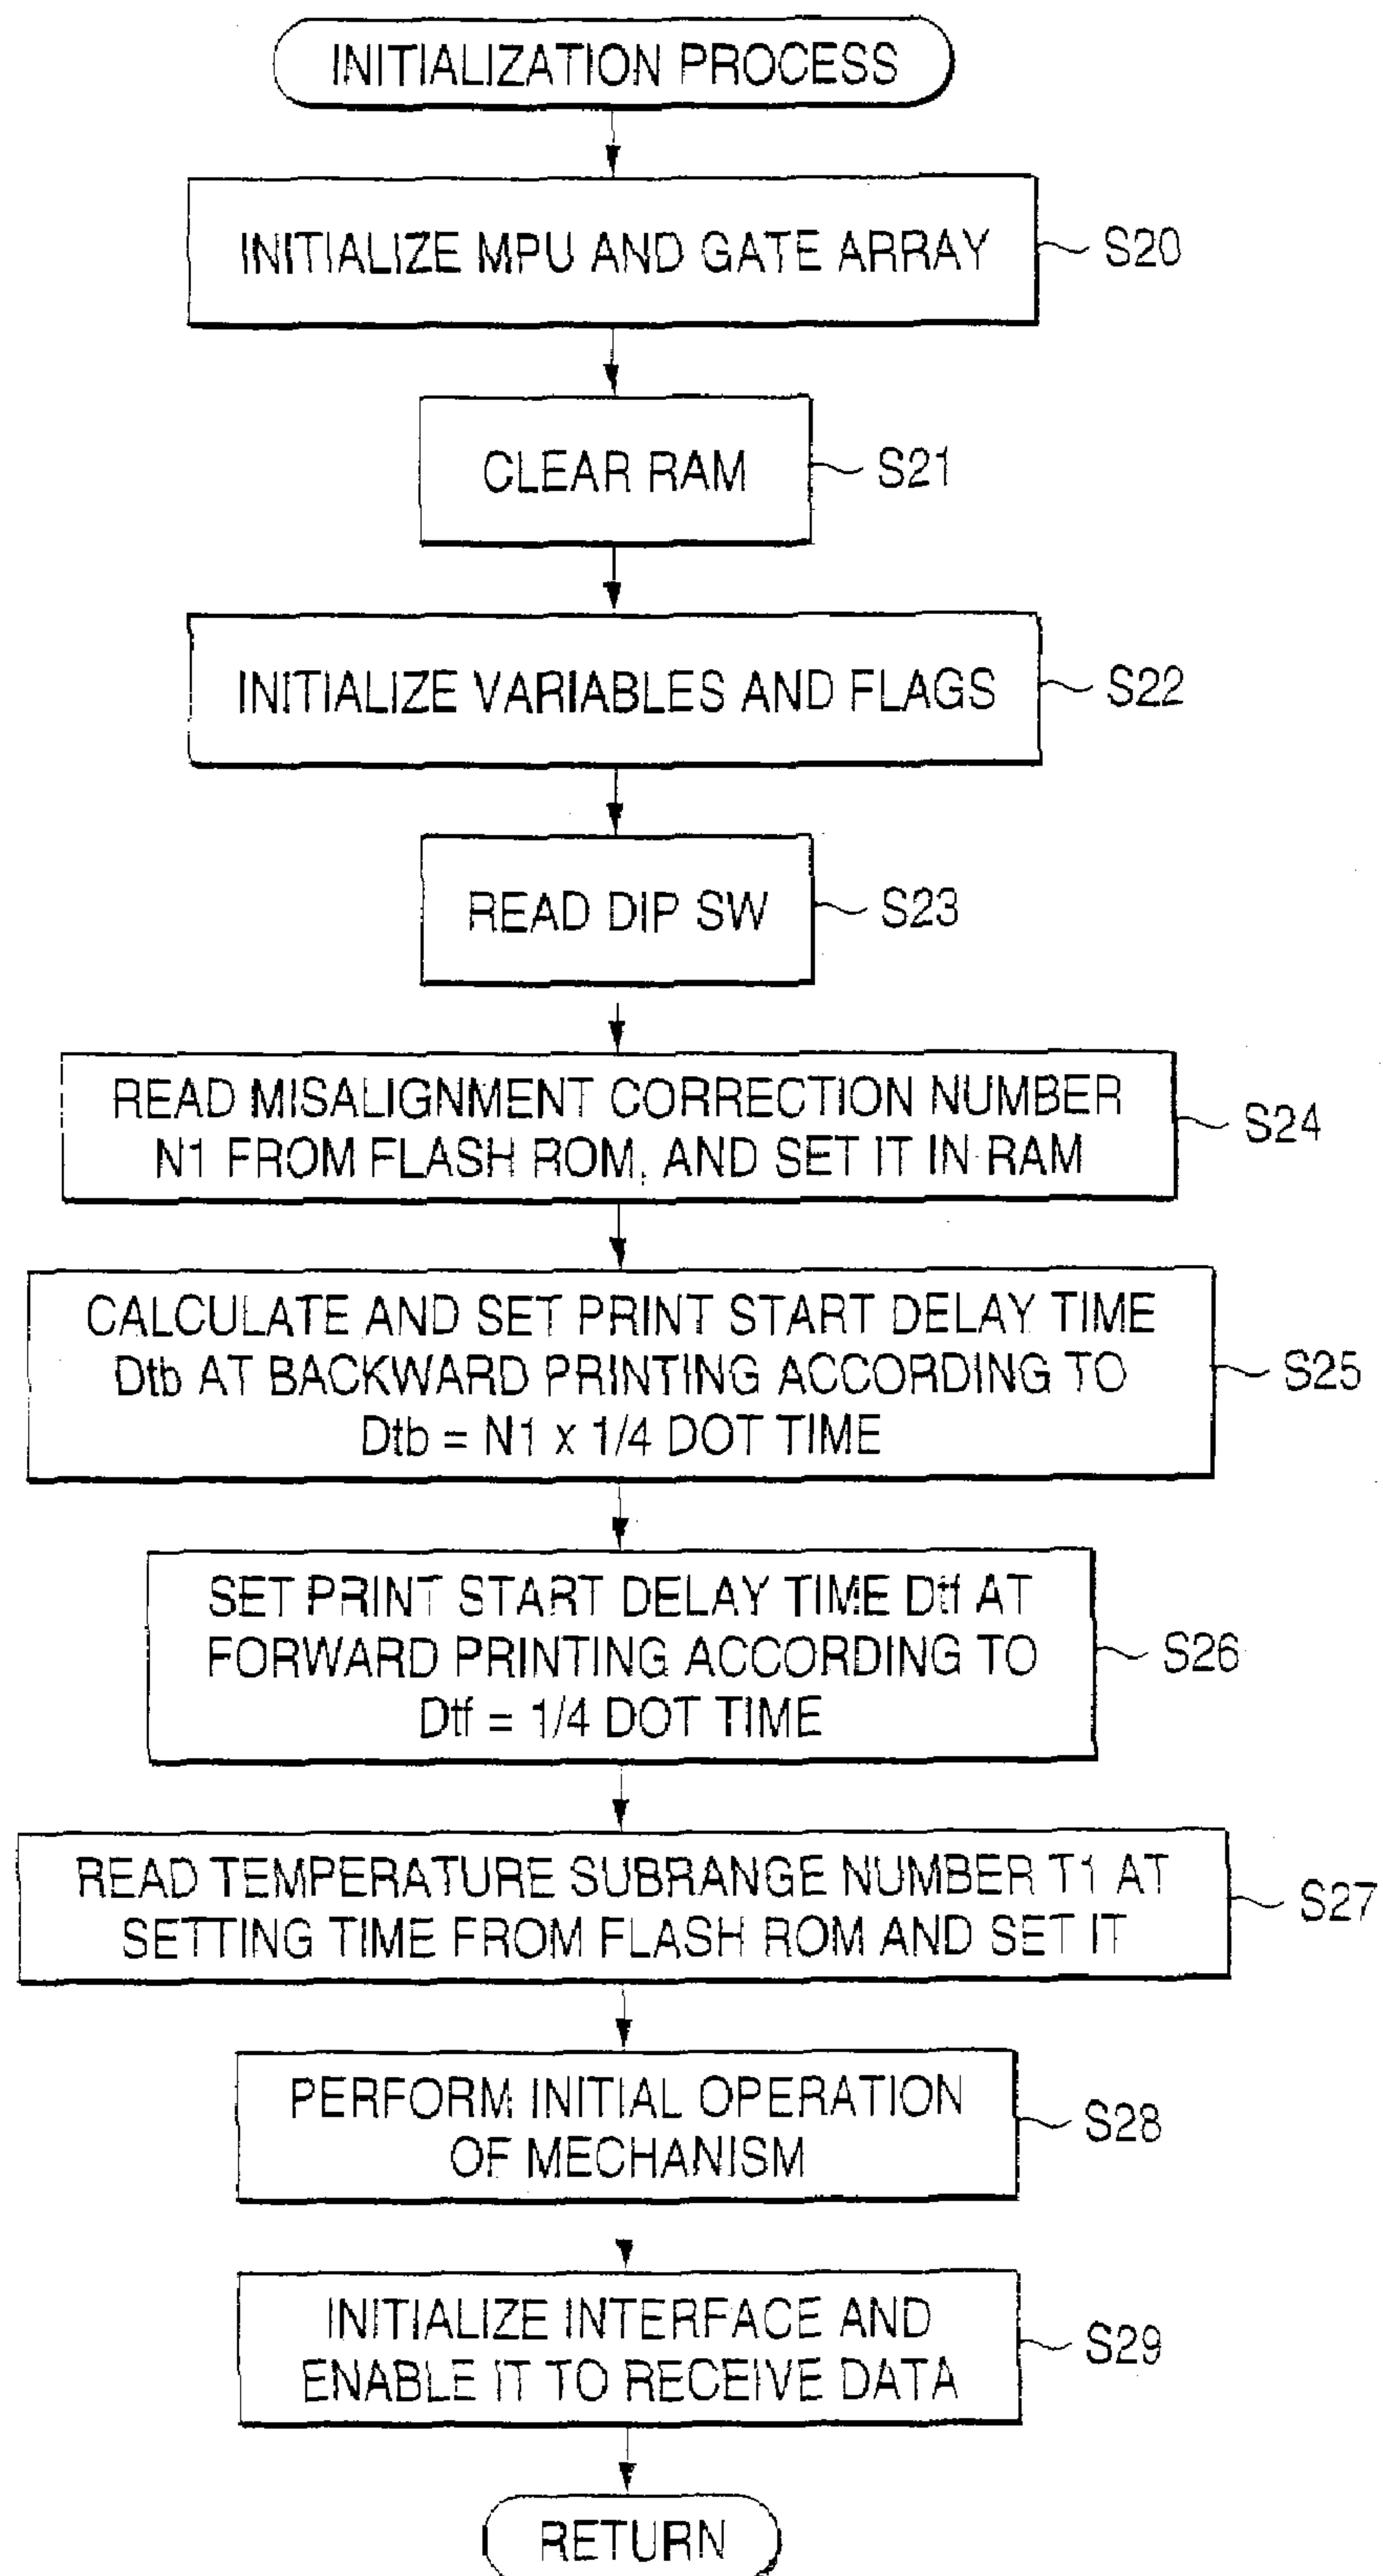 INITIALIZATION PROCESS
INITIALIZE MPU AND GATE ARRAY
S20
CLEAR RAM
S21
INITIALIZE VARIABLES AND FLAGS
S22
READ DIP SW
S23
READ MISALIGNMENT CORRECTION NUMBER
N1 FROM FLASH ROM, AND SET IT IN RAM
S24
CALCULATE AND SET PRINT START DELAY TIME
Dtb AT BACKWARD PRINTING ACCORDING TO
Dtb = N1 x 1/4 DOT TIME
S25
SET PRINT START DELAY TIME Dtf AT
FORWARD PRINTING ACCORDING TO
Dtf = 1/4 DOT TIME
S26
READ TEMPERATURE SUBRANGE NUMBER T1 AT
SETTING TIME FROM FLASH ROM AND SET IT
S27
PERFORM INITIAL OPERATION
OF MECHANISM
S28
INITIALIZE INTERFACE AND
ENABLE IT TO RECEIVE DATA
S29
RETURN